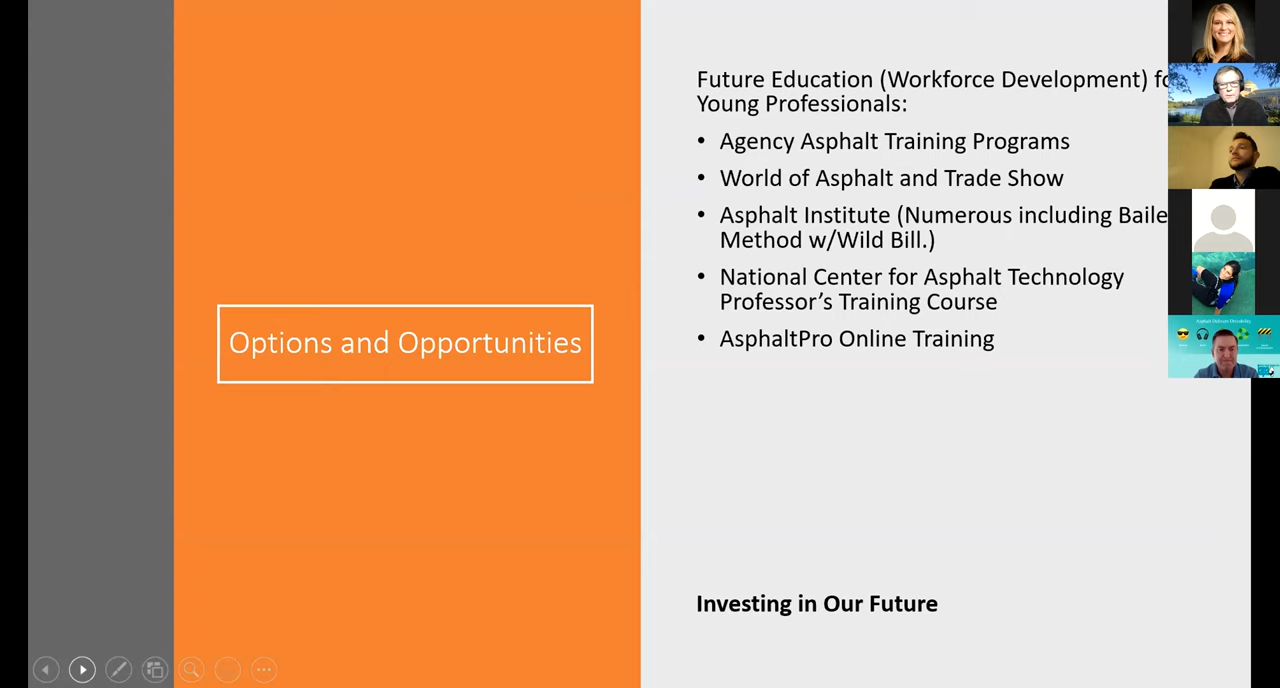 Options and Opportunities
Future Education (Workforce Development)
Young Professionals:
• Agency Asphalt Training Programs
• World of Asphalt and Trade Show
• Asphalt Institute (Numerous including
Method w/Wild Bill.)
• National Center for Asphalt Technology
Professor's Training Course
• AsphaltPro Online Training
Investing in Our Future